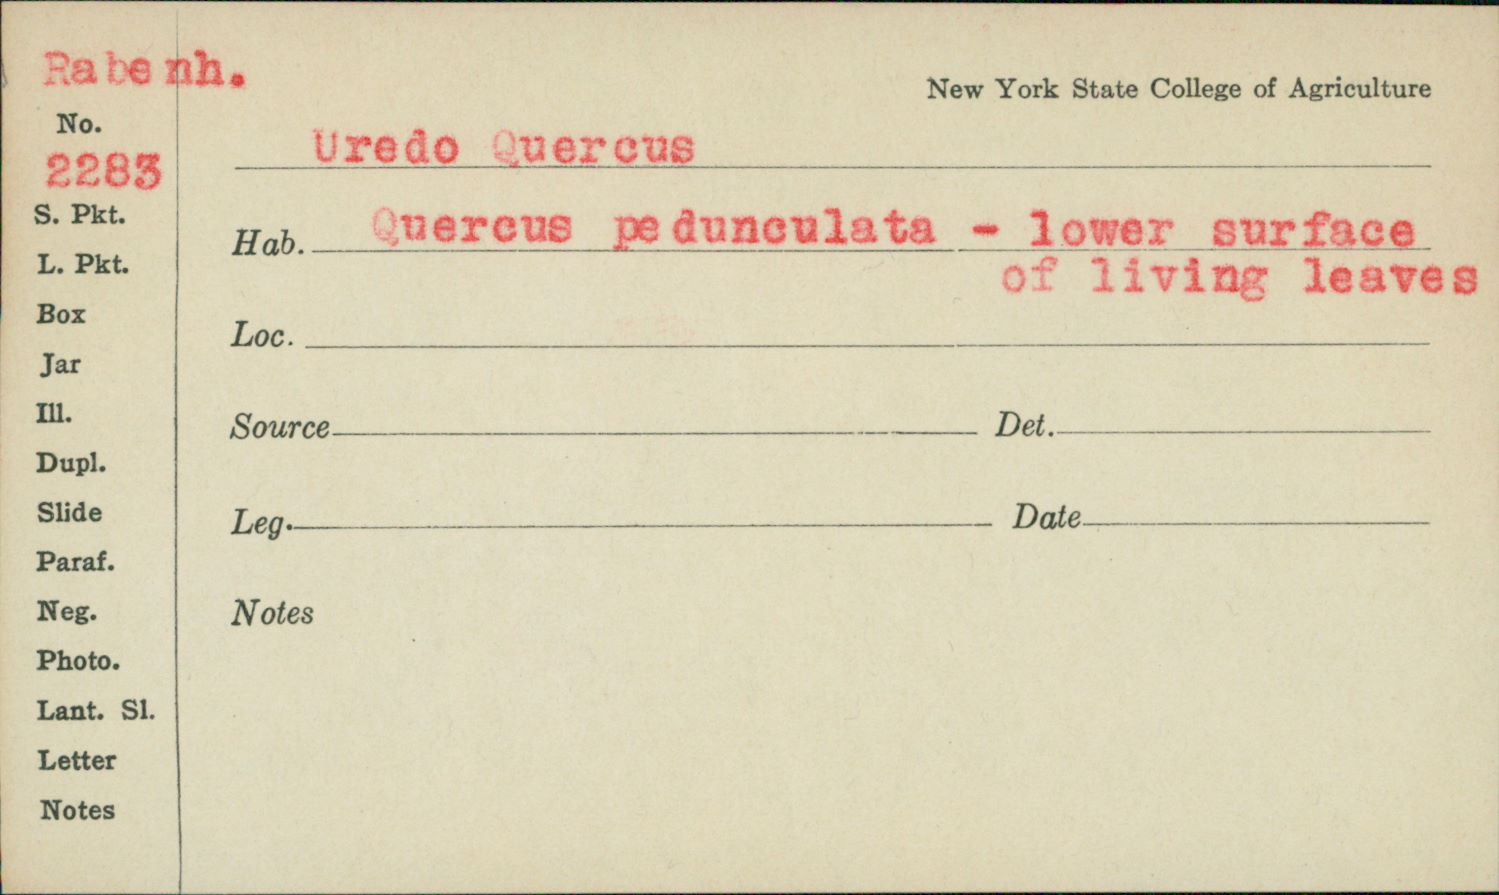 Rabenh.
New York State College of Agriculture
No.
2283
Uredo Quercus
S. Pkt.
Hab. Quercus pedunculata - lower surface
of living leaves
L. Pkt.
Box
Loc.
Jar
Ill.
Source Det.
Dupl.
Slide
Leg. Date
Paraf.
Neg.
Notes
Photo.
Lant. Sl.
Letter
Notes